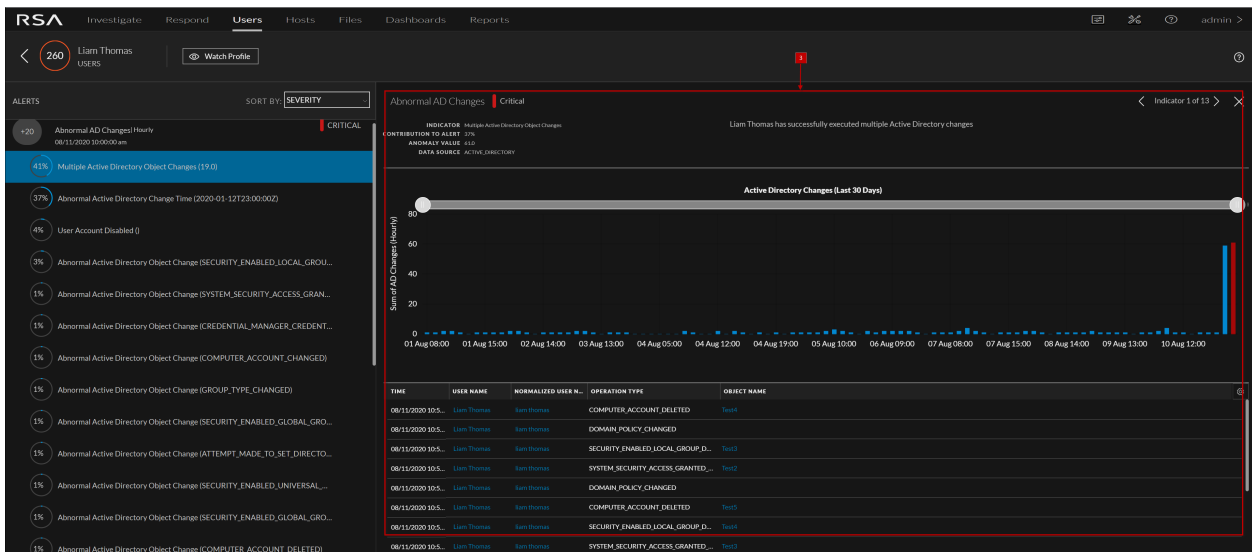 RSA Investigate Respond Users Hosts Files Dashboards Reports admin >
260 Liam Thomas
USERS
Watch Profile
3
ALERTS SORT BY: SEVERITY
+20 Abnormal AD Changes| Hourly CRITICAL
08/11/2020 10:00:00 am
41% Multiple Active Directory Object Changes (19.0)
37% Abnormal Active Directory Change Time (2020-01-12T23:00:00Z)
4% User Account Disabled ()
3% Abnormal Active Directory Object Change (SECURITY_ENABLED_LOCAL_GROU...
1% Abnormal Active Directory Object Change (SYSTEM_SECURITY_ACCESS_GRAN...
1% Abnormal Active Directory Object Change (CREDENTIAL_MANAGER_CREDENT...
1% Abnormal Active Directory Object Change (COMPUTER_ACCOUNT_CHANGED)
1% Abnormal Active Directory Object Change (GROUP_TYPE_CHANGED)
1% Abnormal Active Directory Object Change (SECURITY_ENABLED_GLOBAL_GRO...
1% Abnormal Active Directory Object Change (ATTEMPT_MADE_TO_SET_DIRECTO...
1% Abnormal Active Directory Object Change (SECURITY_ENABLED_UNIVERSAL_...
1% Abnormal Active Directory Object Change (SECURITY_ENABLED_GLOBAL_GRO...
1% Abnormal Active Directory Object Change (COMPUTER_ACCOUNT_DELETED)
Abnormal AD Changes Critical Indicator 1 of 13
INDICATOR Multiple Active Directory Object Changes
CONTRIBUTION TO ALERT 37%
ANOMALY VALUE 61.0
DATA SOURCE ACTIVE_DIRECTORY
Liam Thomas has successfully executed multiple Active Directory changes
Active Directory Changes (Last 30 Days)
Sum of AD Changes (Hourly)
80
60
40
20
0
01 Aug 08:00 01 Aug 15:00 02 Aug 14:00 03 Aug 13:00 04 Aug 05:00 04 Aug 12:00 04 Aug 19:00 05 Aug 10:00 06 Aug 09:00 07 Aug 08:00 07 Aug 15:00 08 Aug 14:00 09 Aug 13:00 10 Aug 12:00
TIME USER NAME NORMALIZED USER N... OPERATION TYPE OBJECT NAME
08/11/2020 10:5... Liam Thomas liam thomas COMPUTER_ACCOUNT_DELETED Test4
08/11/2020 10:5... Liam Thomas liam thomas DOMAIN_POLICY_CHANGED
08/11/2020 10:5... Liam Thomas liam thomas SECURITY_ENABLED_LOCAL_GROUP_D... Test3
08/11/2020 10:5... Liam Thomas liam thomas SYSTEM_SECURITY_ACCESS_GRANTED_... Test2
08/11/2020 10:5... Liam Thomas liam thomas DOMAIN_POLICY_CHANGED
08/11/2020 10:5... Liam Thomas liam thomas COMPUTER_ACCOUNT_DELETED Test5
08/11/2020 10:5... Liam Thomas liam thomas SECURITY_ENABLED_LOCAL_GROUP_D... Test4
08/11/2020 10:5... Liam Thomas liam thomas SYSTEM_SECURITY_ACCESS_GRANTED_... Test3